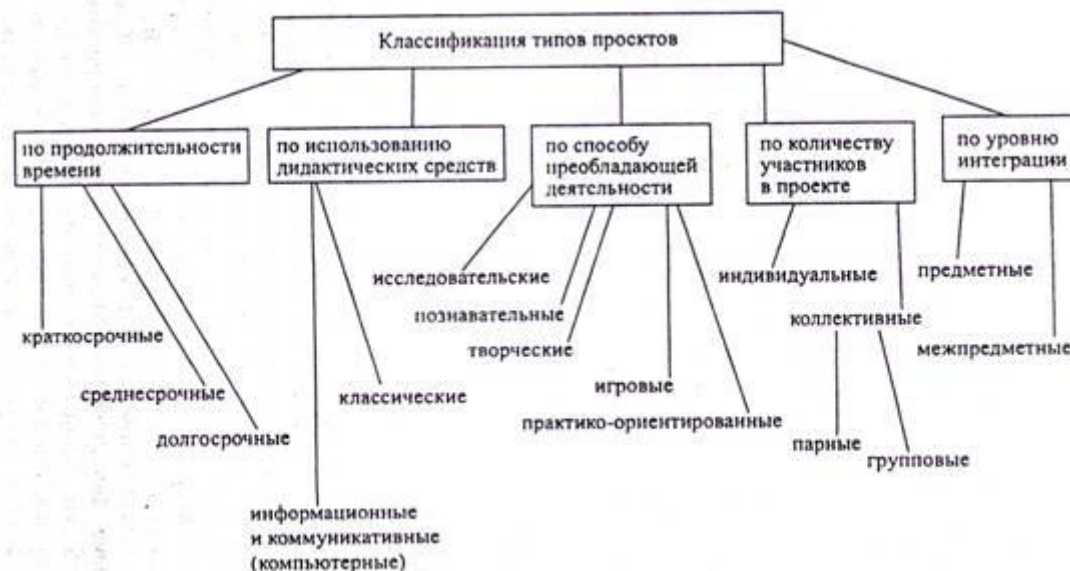 Классификация типов проектов
по продолжительности
времени
по использованию
дидактических средств
по способу
преобладающей
деятельности
по количеству
участников
в проекте
по уровню
интеграции
краткосрочные
среднесрочные
долгосрочные
информационные
и коммуникативные
(компьютерные)
классические
исследовательские
познавательные
творческие
игровые
практико-ориентированные
индивидуальные
коллективные
парные
групповые
предметные
межпредметные